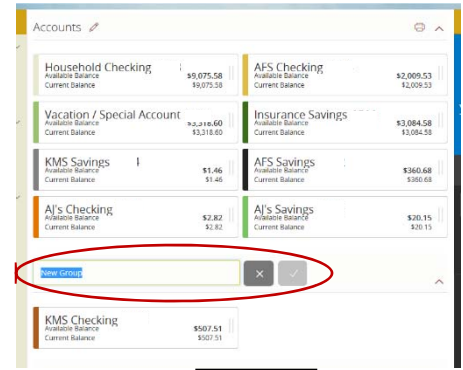 Accounts
Household Checking
Available Balance $9,075.58
Current Balance $9,075.58
AFS Checking
Available Balance $2,009.53
Current Balance $2,009.53
Vacation / Special Account
Available Balance $3,318.60
Current Balance $3,318.60
Insurance Savings
Available Balance $3,084.58
Current Balance $3,084.58
KMS Savings
Available Balance $1.46
Current Balance $1.46
AFS Savings
Available Balance $360.68
Current Balance $360.68
AJ's Checking
Available Balance $2.82
Current Balance $2.82
AJ's Savings
Available Balance $20.15
Current Balance $20.15
New Group
KMS Checking
Available Balance $507.51
Current Balance $507.51